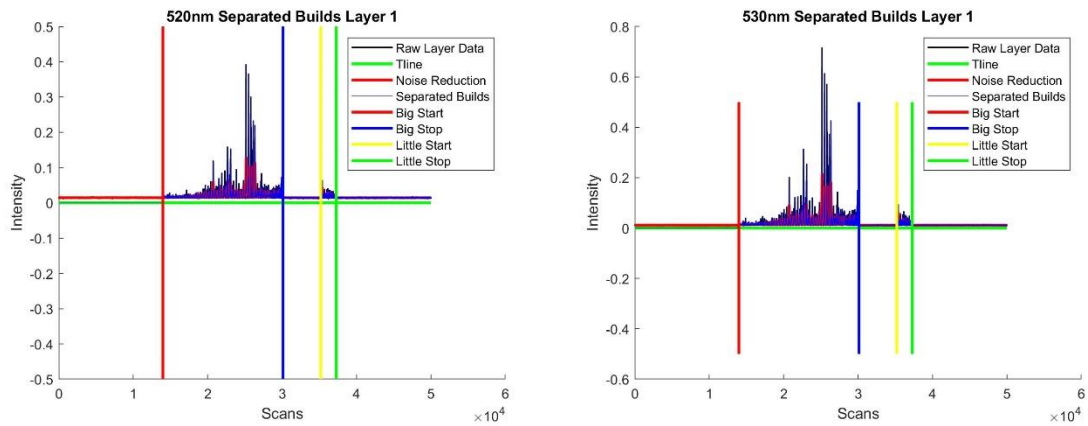 520nm Separated Builds Layer 1
0.5
0.4
0.3
0.2
0.1
0
-0.1
-0.2
-0.3
-0.4
-0.5
Intensity
0
1
2
3
4
5
6
Scans
×10⁴
Raw Layer Data
Tline
Noise Reduction
Separated Builds
Big Start
Big Stop
Little Start
Little Stop
530nm Separated Builds Layer 1
0.8
0.6
0.4
0.2
0
-0.2
-0.4
-0.6
Intensity
0
1
2
3
4
5
6
Scans
×10⁴
Raw Layer Data
Tline
Noise Reduction
Separated Builds
Big Start
Big Stop
Little Start
Little Stop